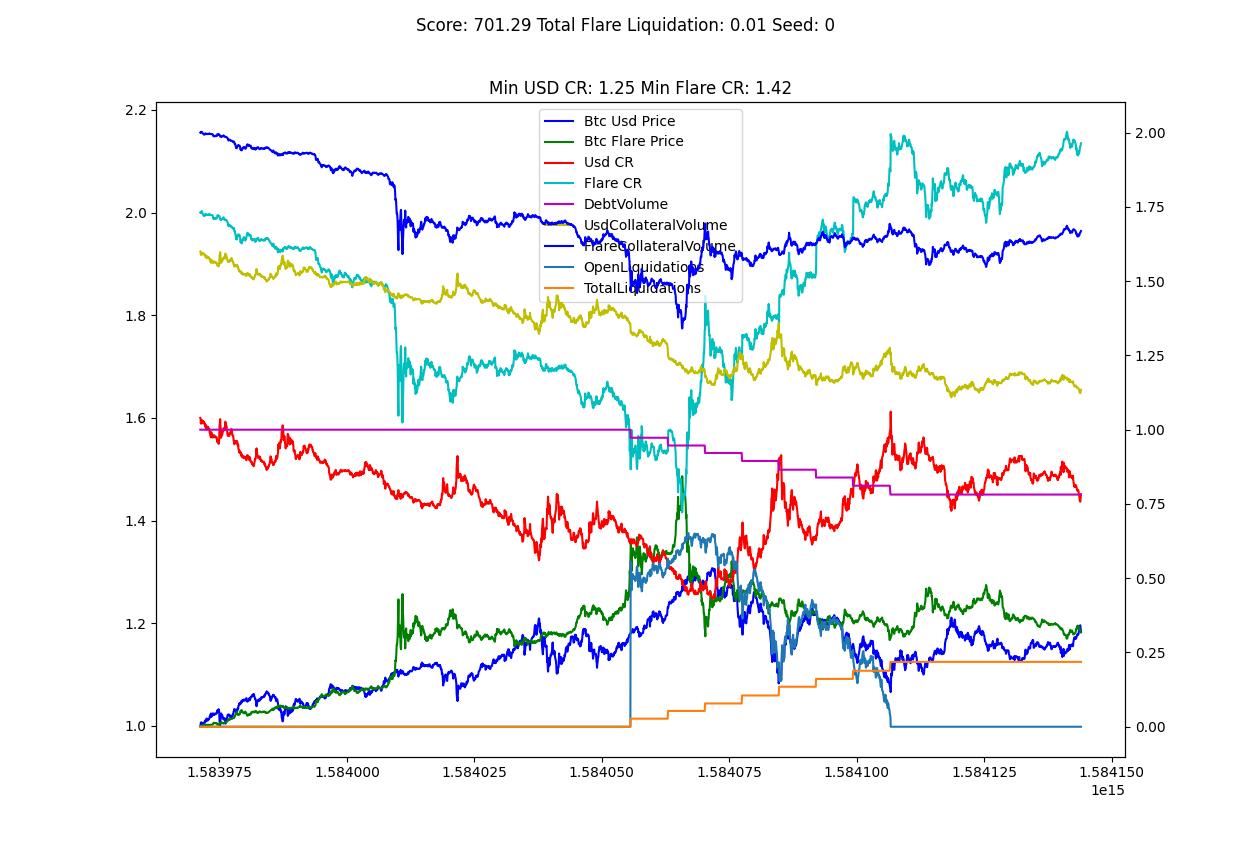 Score: 701.29 Total Flare Liquidation: 0.01 Seed: 0
Min USD CR: 1.25 Min Flare CR: 1.42
2.2
2.0
1.8
1.6
1.4
1.2
1.0
Btc Usd Price
Btc Flare Price
Usd CR
Flare CR
DebtVolume
UsdCollateralVolume
FlareCollateralVolume
OpenLiquidations
TotalLiquidations
2.00
1.75
1.50
1.25
1.00
0.75
0.50
0.25
0.00
1.583975 1.584000 1.584025 1.584050 1.584075 1.584100 1.584125 1.584150
1e15